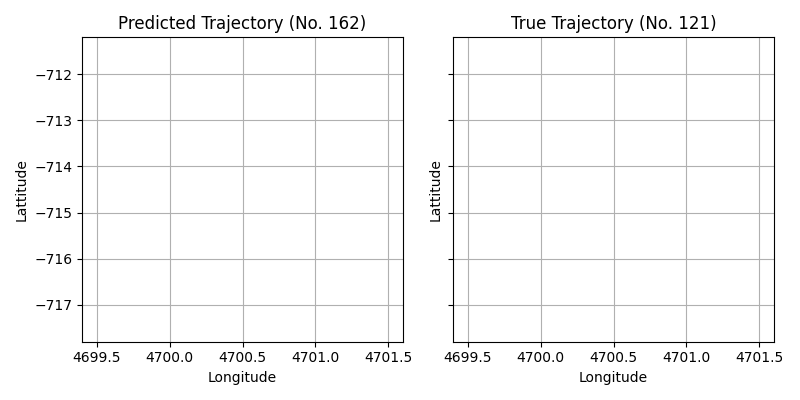 Predicted Trajectory (No. 162)
True Trajectory (No. 121)
−712
−713
−714
−715
−716
−717
Lattitude
Lattitude
4699.5 4700.0 4700.5 4701.0 4701.5
4699.5 4700.0 4700.5 4701.0 4701.5
Longitude
Longitude